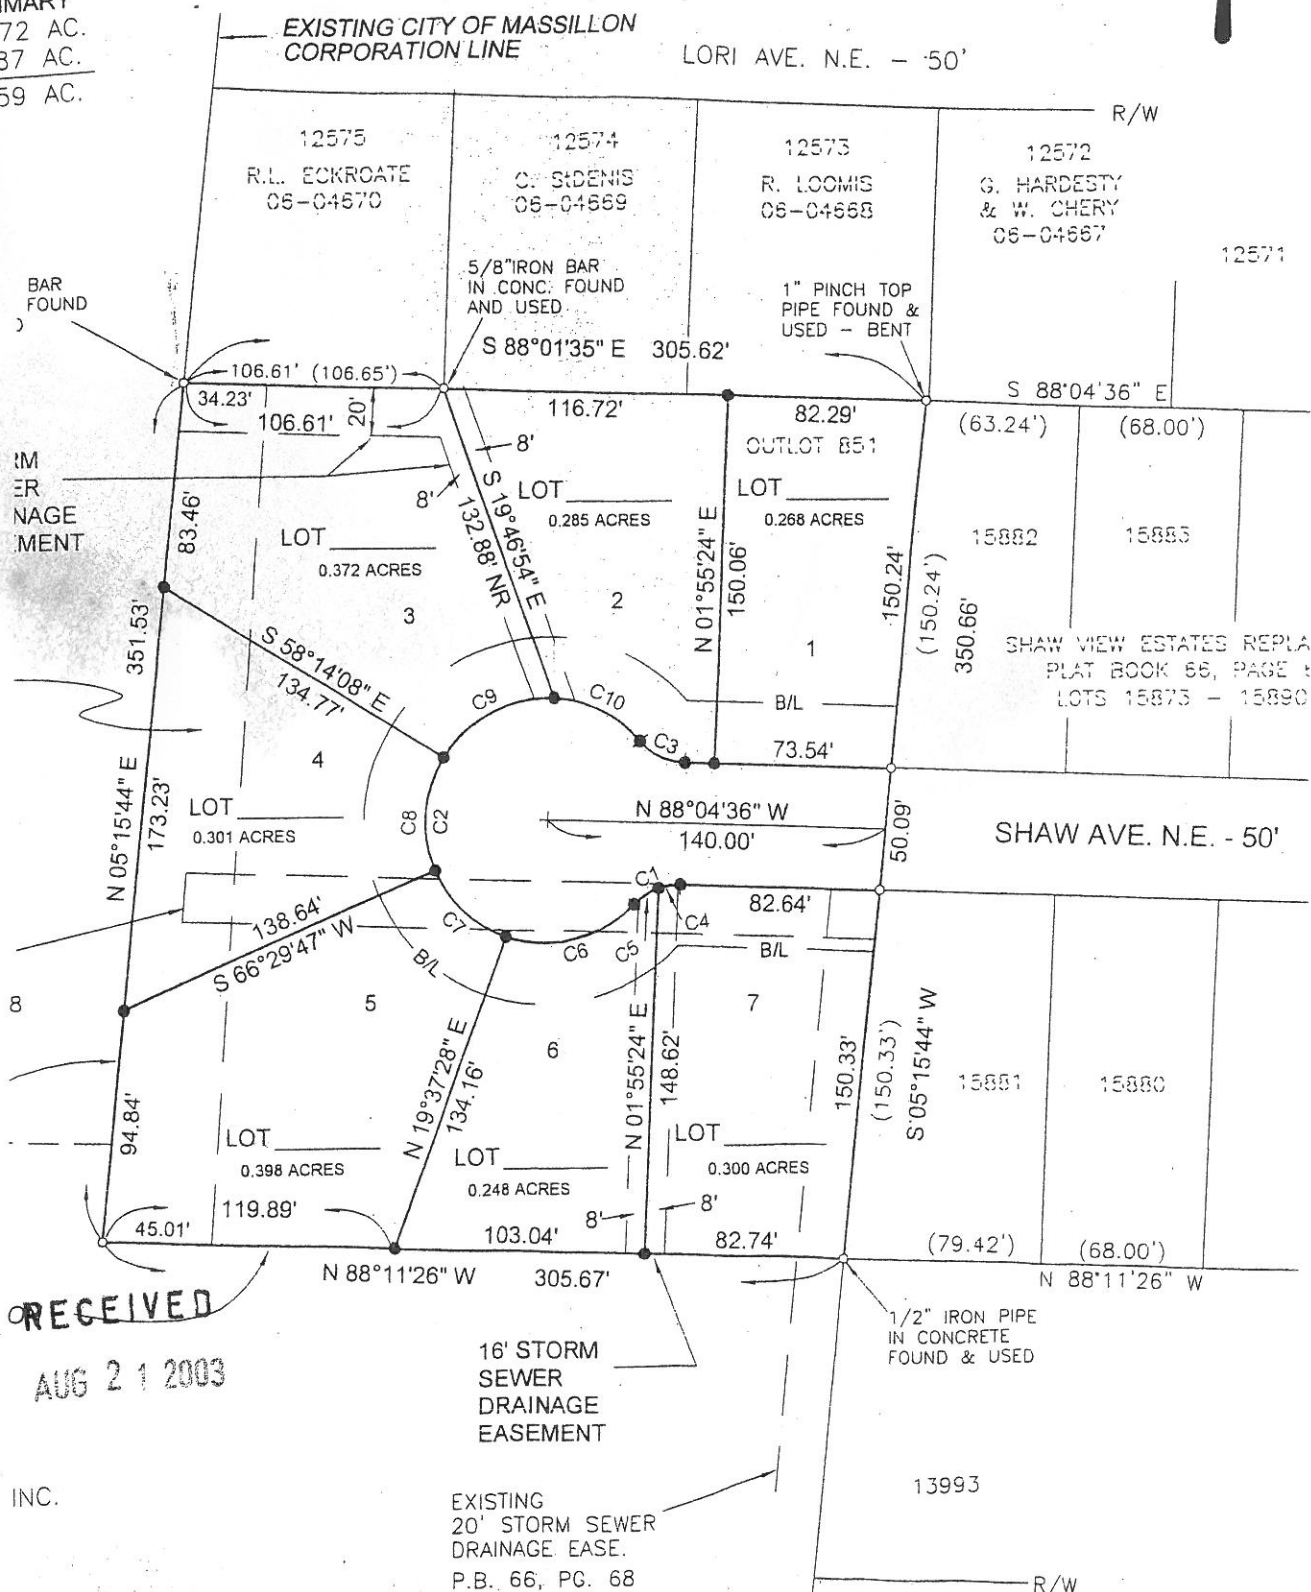 72 AC.
37 AC.
59 AC.
EXISTING CITY OF MASSILLON
CORPORATION LINE
LORI AVE. N.E. - 50'
R/W
12575
R.L. ECKROATE
06-04670
12574
C. StDENIS
06-04669
12573
R. LOOMIS
06-04668
12572
G. HARDESTY
& W. CHERY
06-04667
12571
BAR
FOUND
5/8"IRON BAR
IN CONC. FOUND
AND USED
1" PINCH TOP
PIPE FOUND &
USED - BENT
S 88°01'35" E 305.62'
106.61' (106.65')
34.23'
106.61'
20'
116.72'
82.29'
S 88°04'36" E
(63.24')
(68.00')
OUTLOT 851
8'
8'
NAGE
MENT
83.46'
LOT
0.372 ACRES
3
S 19°46'54" E
132.88' NR
LOT
0.285 ACRES
2
N 01°55'24" E
150.06'
LOT
0.268 ACRES
1
150.24'
(150.24')
350.66'
15882
15883
SHAW VIEW ESTATES REPLA
PLAT BOOK 66, PAGE
LOTS 15873 - 15890
351.53'
S 58°14'08" E
134.77'
C9
C10
C3
B/L
73.54'
4
LOT
0.301 ACRES
N 05°15'44" E
173.23'
C8
C2
N 88°04'36" W
140.00'
50.09'
SHAW AVE. N.E. - 50'
C1
C4
82.64'
C7
C6
C5
B/L
B/L
138.64'
S 66°29'47" W
8
5
6
7
N 19°37'28" E
134.16'
N 01°55'24" E
148.62'
150.33'
(150.33')
S 05°15'44" W
15881
15880
94.84'
LOT
0.398 ACRES
LOT
0.248 ACRES
LOT
0.300 ACRES
45.01'
119.89'
103.04'
8'
8'
82.74'
(79.42')
(68.00')
N 88°11'26" W 305.67'
N 88°11'26" W
RECEIVED
AUG 21 2003
16' STORM
SEWER
DRAINAGE
EASEMENT
1/2" IRON PIPE
IN CONCRETE
FOUND & USED
INC.
EXISTING
20' STORM SEWER
DRAINAGE EASE.
P.B. 66, PG. 68
13993
R/W